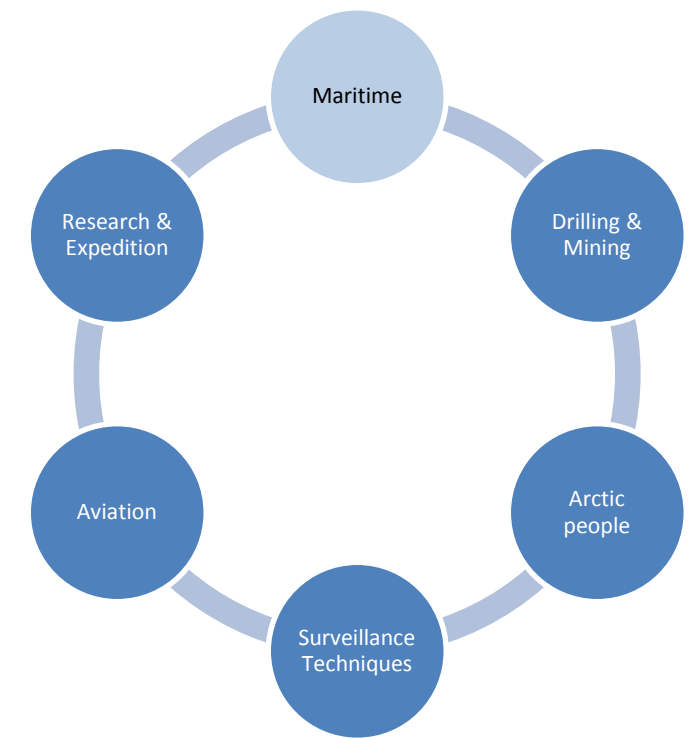 Maritime
Drilling &
Mining
Arctic
people
Surveillance
Techniques
Aviation
Research &
Expedition